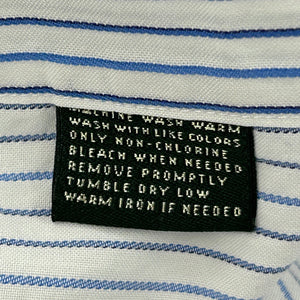 MACHINE WASH WARM
WASH WITH LIKE COLORS
ONLY NON-CHLORINE
BLEACH WHEN NEEDED
REMOVE PROMPTLY
TUMBLE DRY LOW
WARM IRON IF NEEDED